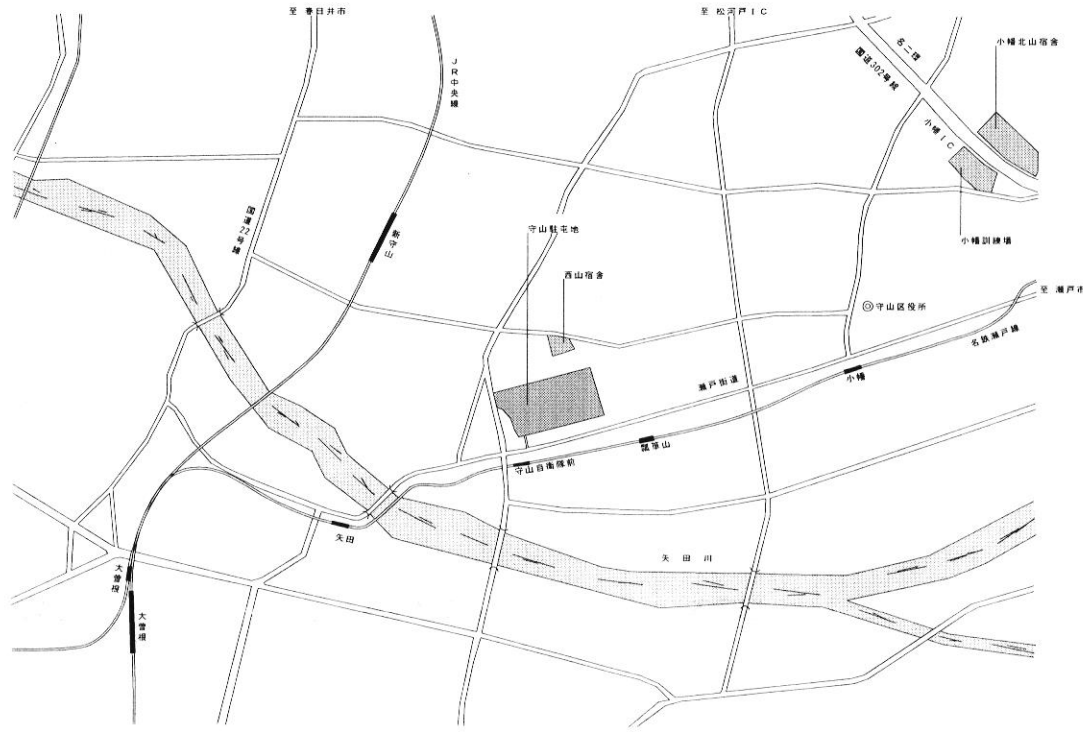 至 春日井市
至 松河戸IC
小幡北山宿舎
名二環
国道302号線
JR中央線
小幡IC
国道22号線
新守山
守山駐屯地
西山宿舎
小幡訓練場
至 瀬戸市
守山区役所
名鉄瀬戸線
瀬戸街道
小幡
瓢箪山
守山自衛隊前
矢田
矢田川
大曽根
大曽根